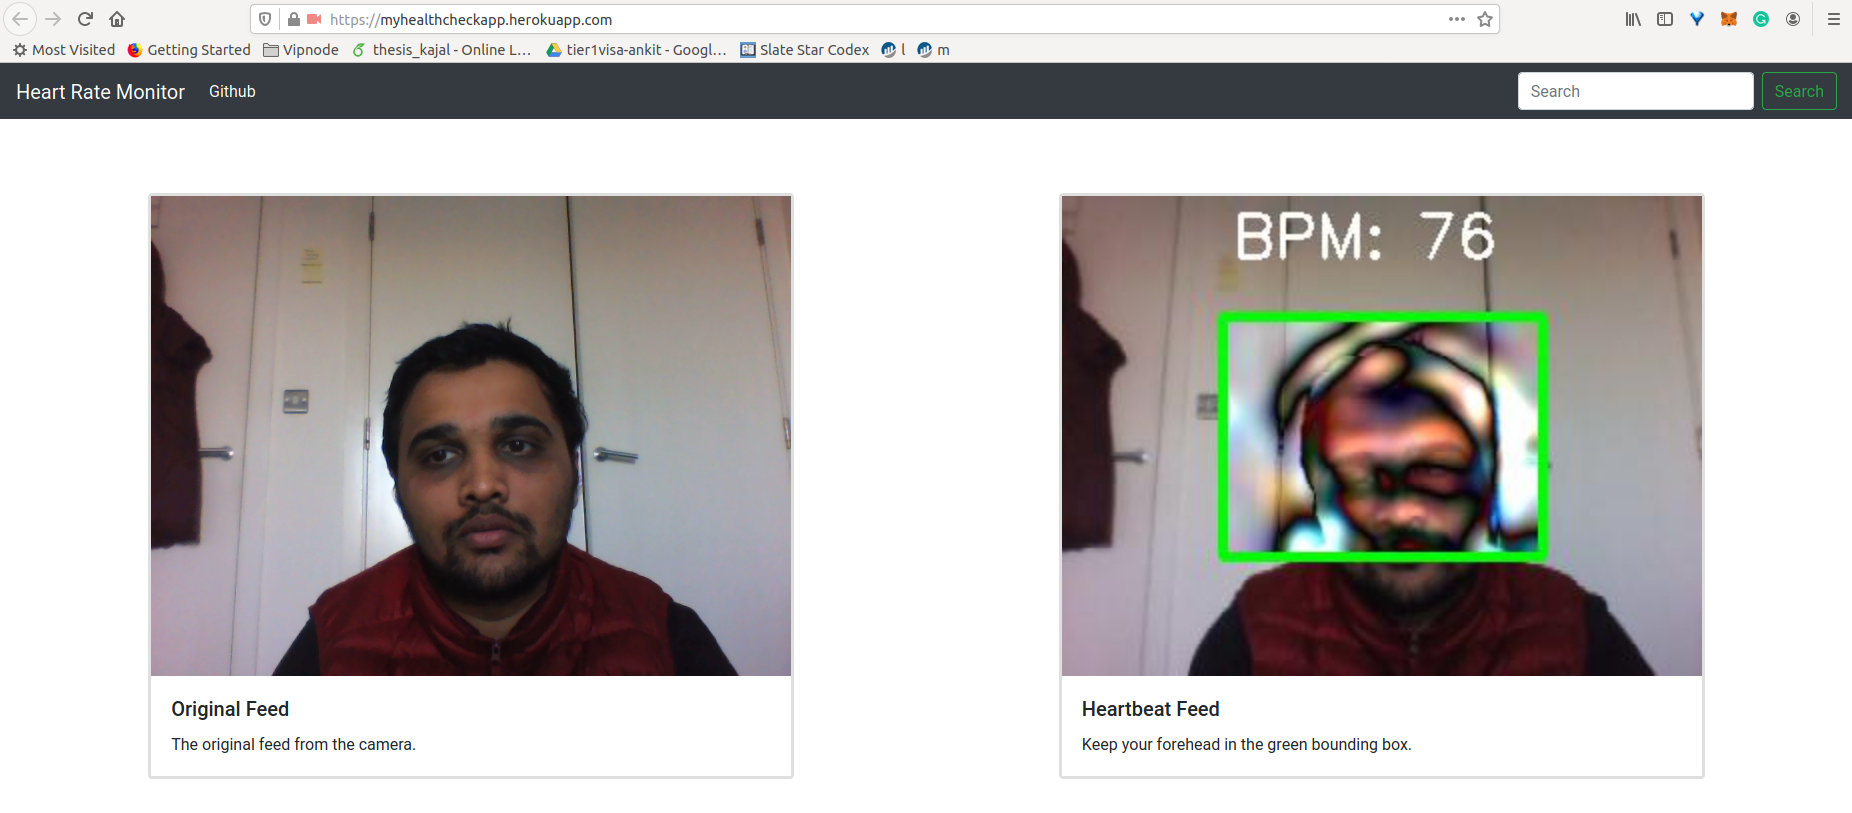 https://myhealthcheckapp.herokuapp.com
Most Visited Getting Started Vipnode thesis_kajal - Online L… tier1visa-ankit - Googl… Slate Star Codex l m
Heart Rate Monitor Github Search Search
BPM: 76
Original Feed
The original feed from the camera.
Heartbeat Feed
Keep your forehead in the green bounding box.